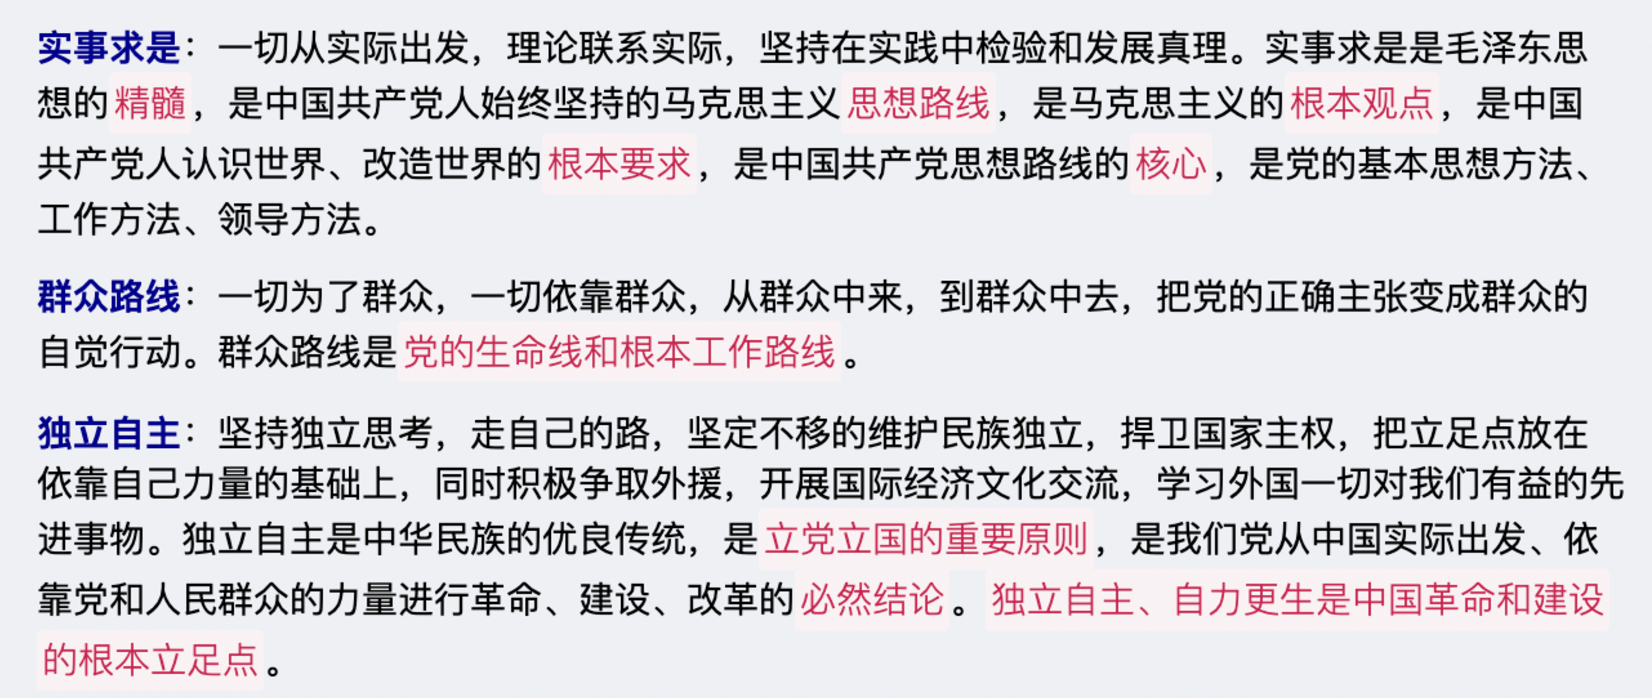 实事求是：一切从实际出发，理论联系实际，坚持在实践中检验和发展真理。实事求是是毛泽东思
想的精髓，是中国共产党人始终坚持的马克思主义思想路线，是马克思主义的根本观点，是中国
共产党人认识世界、改造世界的根本要求，是中国共产党思想路线的核心，是党的基本思想方法、
工作方法、领导方法。
群众路线：一切为了群众，一切依靠群众，从群众中来，到群众中去，把党的正确主张变成群众的
自觉行动。群众路线是党的生命线和根本工作路线。
独立自主：坚持独立思考，走自己的路，坚定不移的维护民族独立，捍卫国家主权，把立足点放在
依靠自己力量的基础上，同时积极争取外援，开展国际经济文化交流，学习外国一切对我们有益的先
进事物。独立自主是中华民族的优良传统，是立党立国的重要原则，是我们党从中国实际出发、依
靠党和人民群众的力量进行革命、建设、改革的必然结论。独立自主、自力更生是中国革命和建设
的根本立足点。